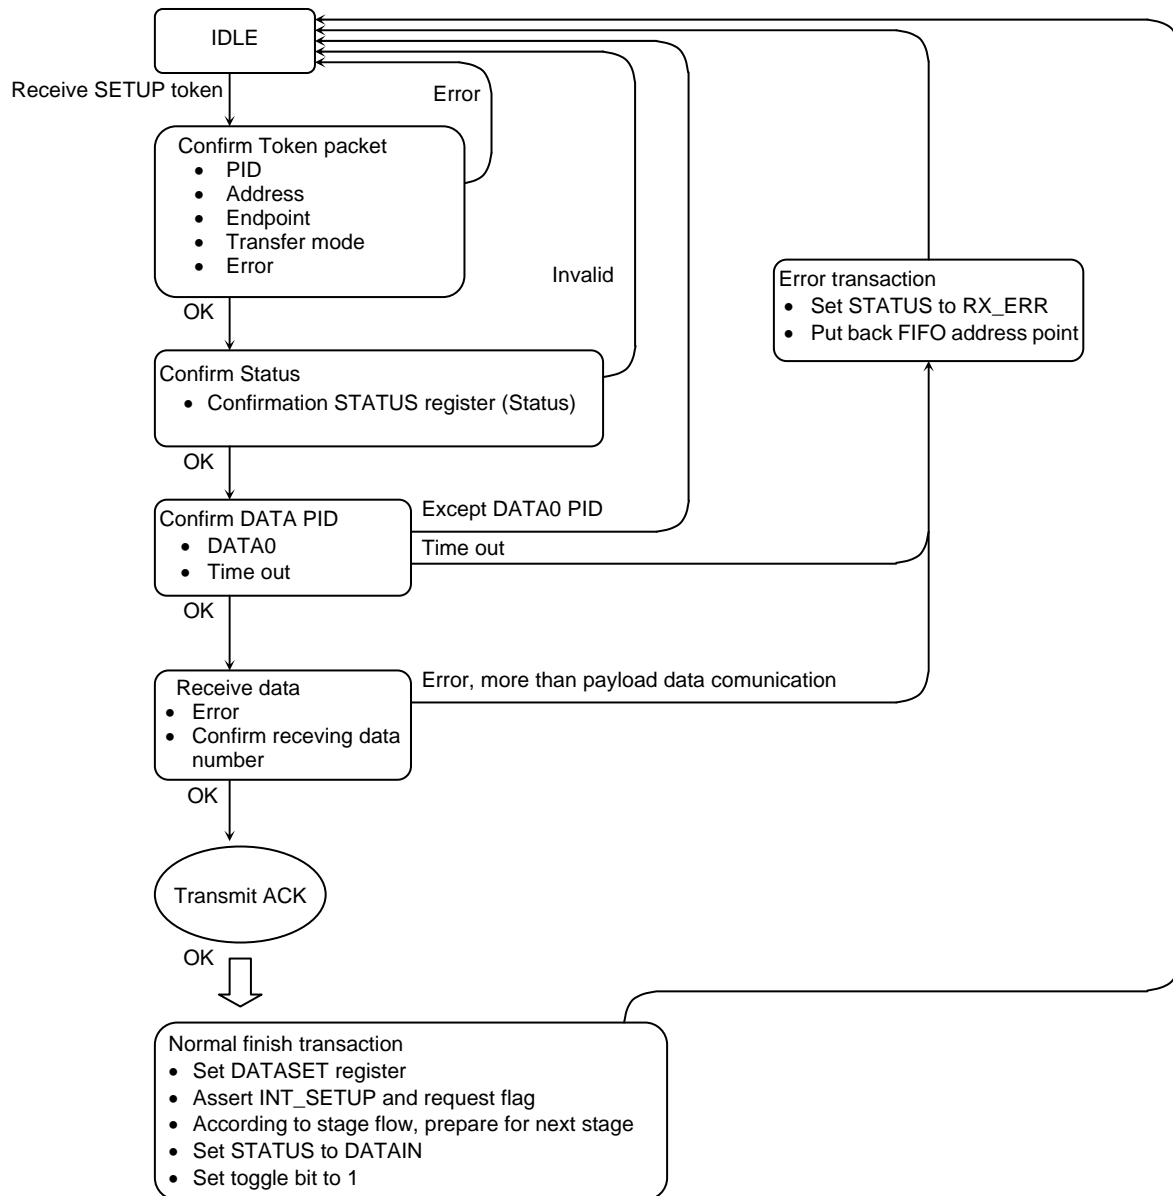 IDLE
Receive SETUP token
Error
Confirm Token packet
• PID
• Address
• Endpoint
• Transfer mode
• Error
Invalid
Error transaction
• Set STATUS to RX_ERR
• Put back FIFO address point
OK
Confirm Status
• Confirmation STATUS register (Status)
OK
Confirm DATA PID
• DATA0
• Time out
Except DATA0 PID
Time out
OK
Receive data
• Error
• Confirm receving data
number
Error, more than payload data comunication
OK
Transmit ACK
OK
Normal finish transaction
• Set DATASET register
• Assert INT_SETUP and request flag
• According to stage flow, prepare for next stage
• Set STATUS to DATAIN
• Set toggle bit to 1